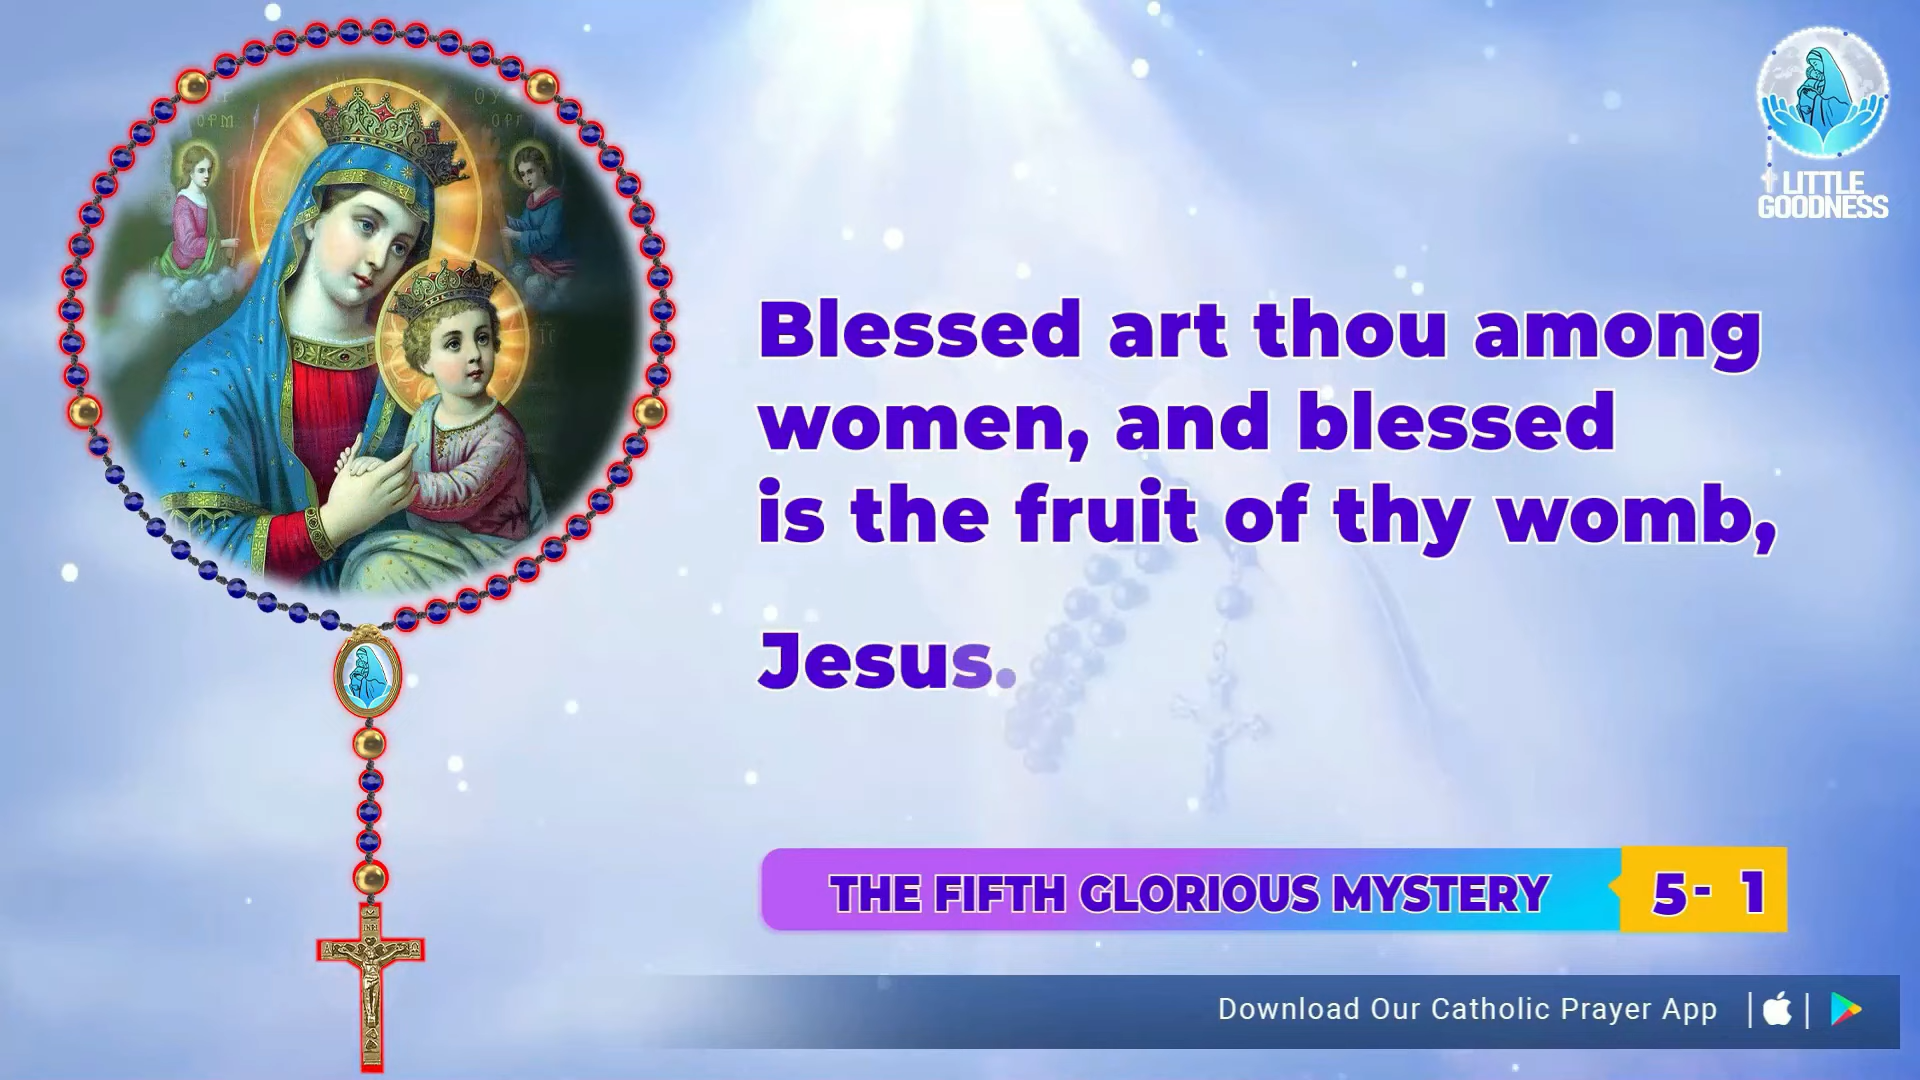 LITTLE
GOODNESS
Blessed art thou among
women, and blessed
is the fruit of thy womb,
Jesus.
THE FIFTH GLORIOUS MYSTERY
5- 1
Download Our Catholic Prayer App
INRI